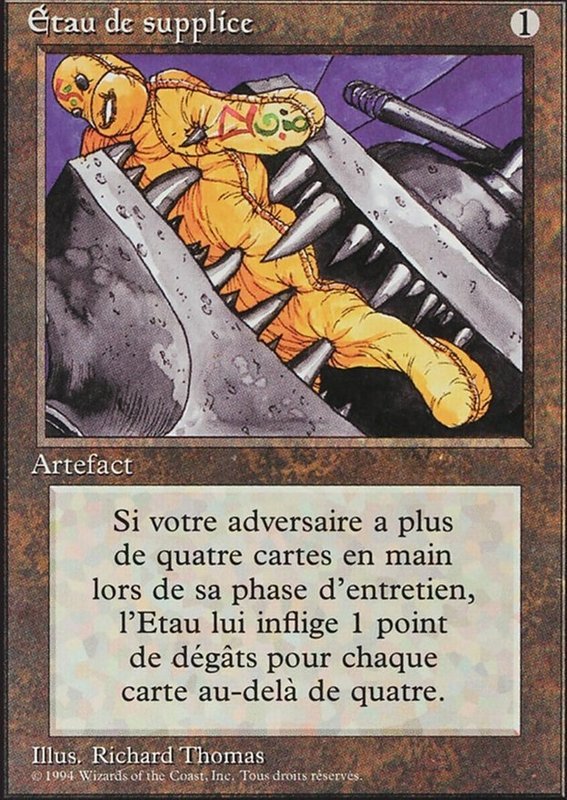 Étau de supplice 1
Artefact
Si votre adversaire a plus
de quatre cartes en main
lors de sa phase d'entretien,
l'Etau lui inflige 1 point
de dégâts pour chaque
carte au-delà de quatre.
Illus. Richard Thomas
© 1994 Wizards of the Coast, Inc. Tous droits réservés.